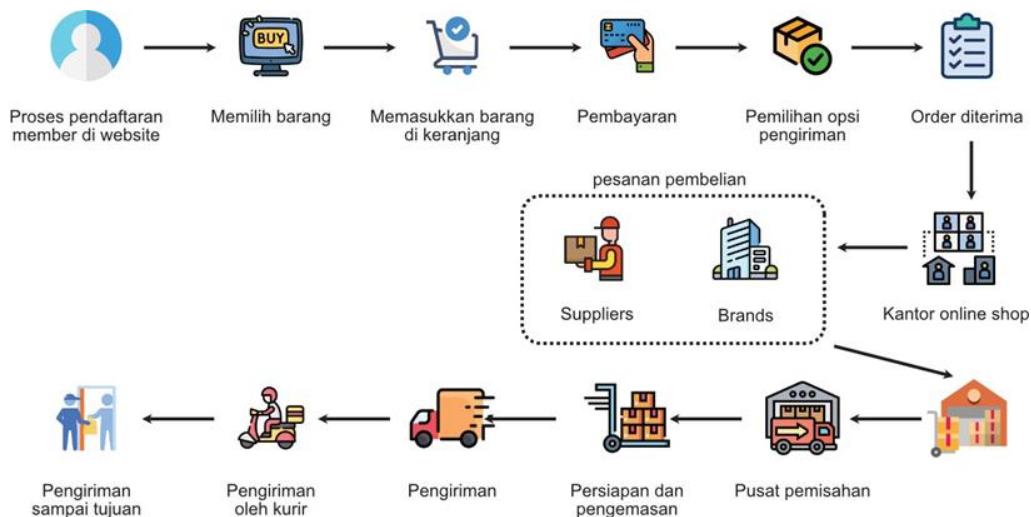 BUY
Proses pendaftaran
member di website
Memilih barang
Memasukkan barang
di keranjang
Pembayaran
Pemilihan opsi
pengiriman
Order diterima
pesanan pembelian
Suppliers
Brands
Kantor online shop
Pengiriman
sampai tujuan
Pengiriman
oleh kurir
Pengiriman
Persiapan dan
pengemasan
Pusat pemisahan